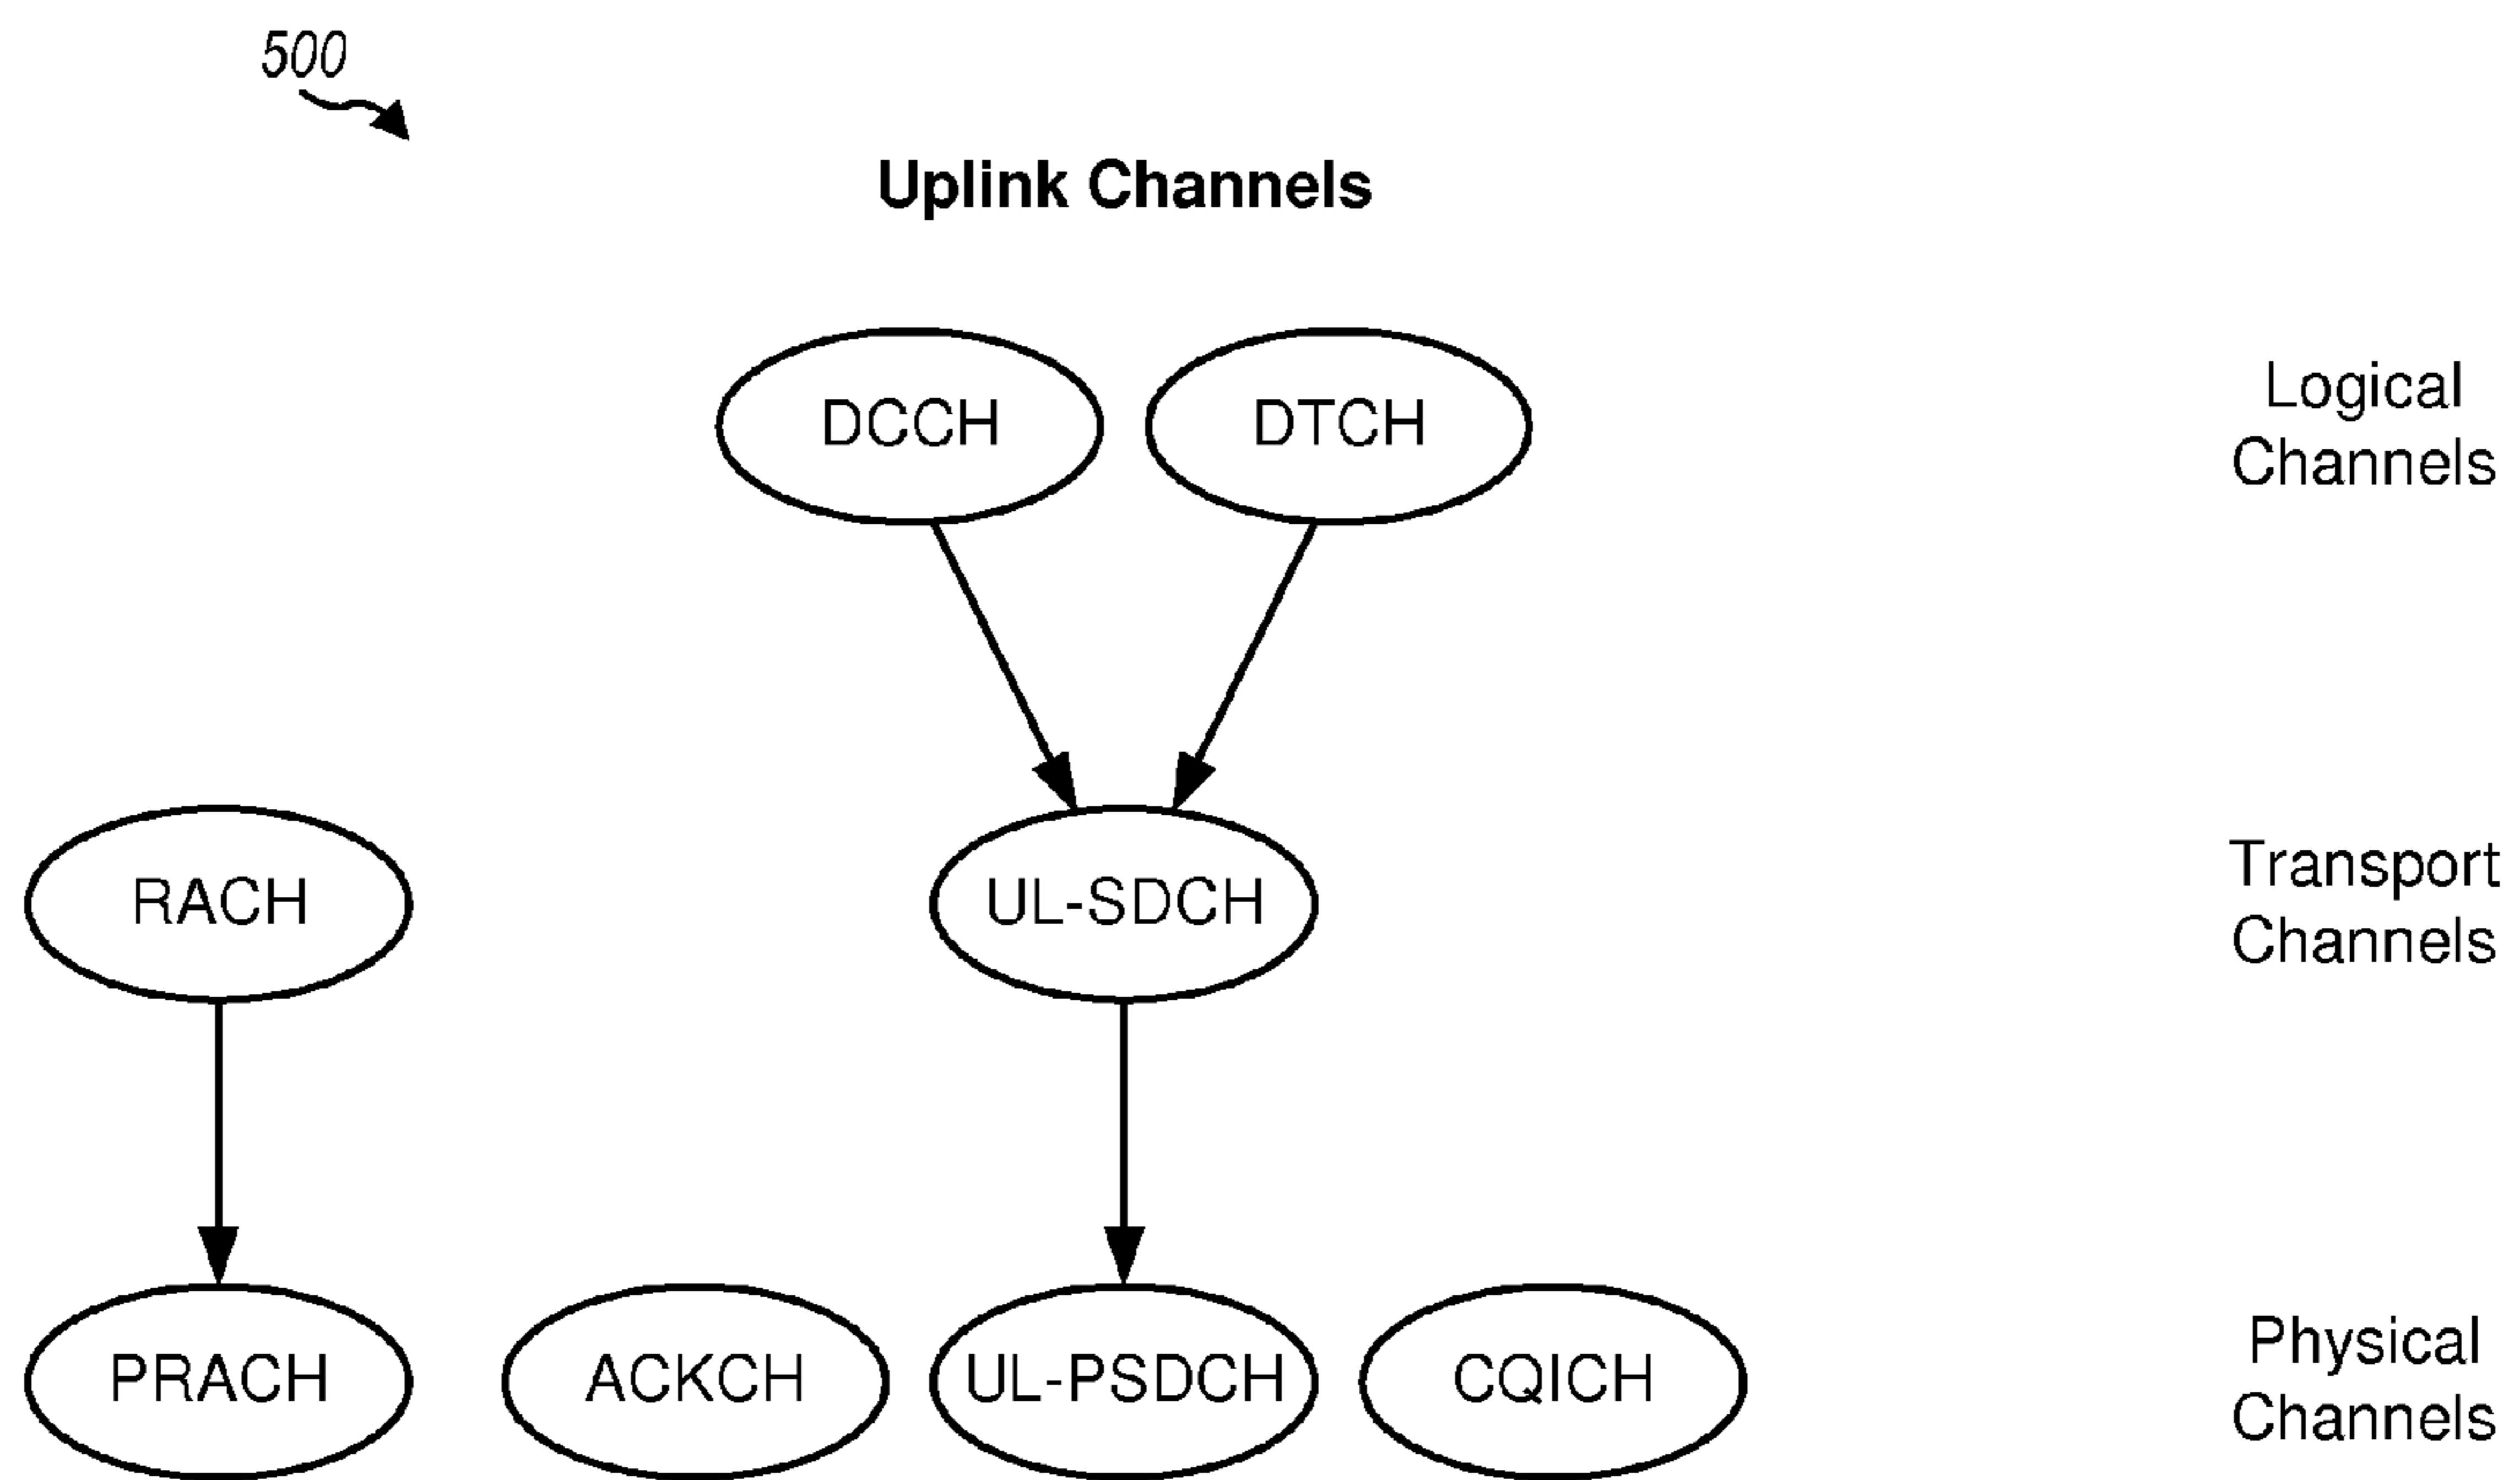 500
Uplink Channels
DCCH
DTCH
Logical
Channels
RACH
UL-SDCH
Transport
Channels
PRACH
ACKCH
UL-PSDCH
CQICH
Physical
Channels